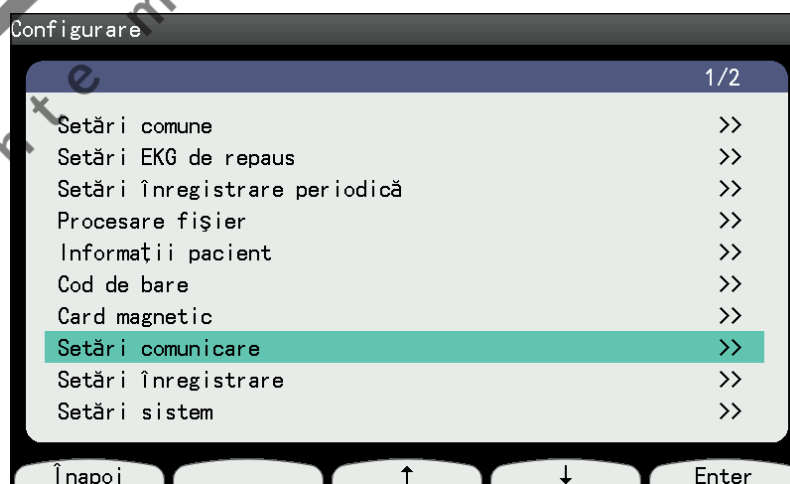 Configurare
1/2
Setări comune >>
Setări EKG de repaus >>
Setări înregistrare periodică >>
Procesare fişier >>
Informaţii pacient >>
Cod de bare >>
Card magnetic >>
Setări comunicare >>
Setări înregistrare >>
Setări sistem >>
Înapoi ↑ ↓ Enter